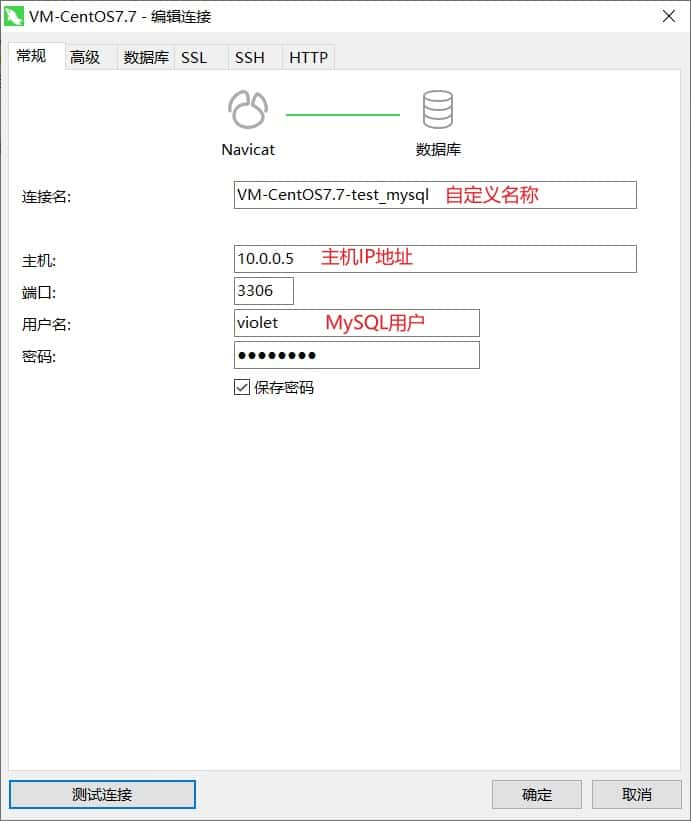 VM-CentOS7.7 - 编辑连接
常规 高级 数据库 SSL SSH HTTP
Navicat 数据库
连接名: VM-CentOS7.7-test_mysql 自定义名称
主机: 10.0.0.5 主机IP地址
端口: 3306
用户名: violet MySQL用户
密码: ●●●●●●●●
保存密码
测试连接 确定 取消